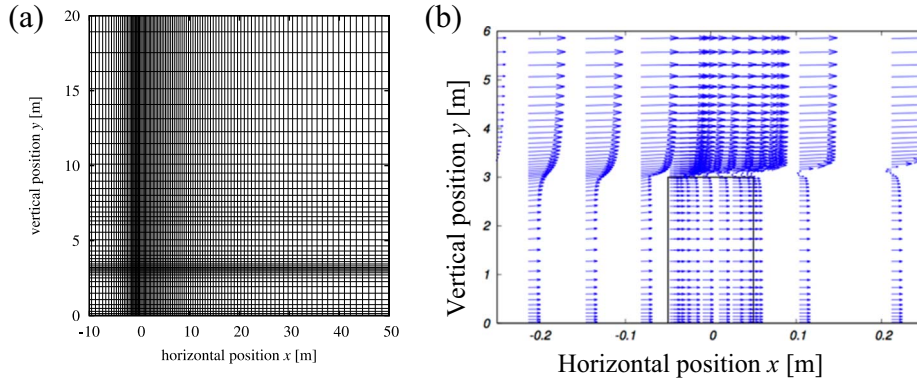 (a)
20
15
10
5
0
-10 0 10 20 30 40 50
vertical position y [m]
horizontal position x [m]
(b)
6
5
4
3
2
1
0
-0.2 -0.1 0 0.1 0.2
Vertical position y [m]
Horizontal position x [m]